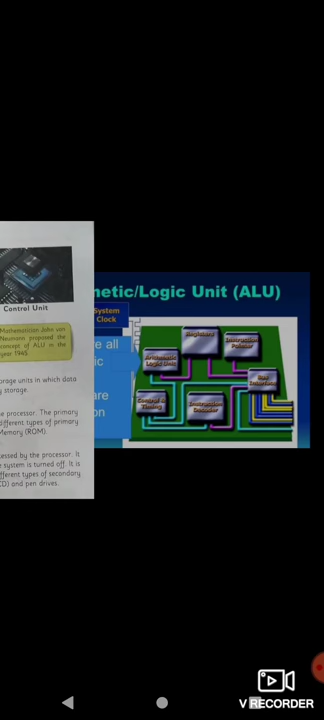 Control Unit
Mathematician John von
Neumann proposed the
concept of ALU in the
year 1945.
orage units in which data
y storage.
he processor. The primary
different types of primary
Memory (ROM).
essed by the processor. It
e system is turned off. It is
fferent types of secondary
CD) and pen drives.
metic/Logic Unit (ALU)
System
Clock
re all
ic
are
on
Registers
Instruction
Pointer
Arithmetic
Logic Unit
Bus
Interface
Control &
Timing
Instruction
Decoder
V RECORDER